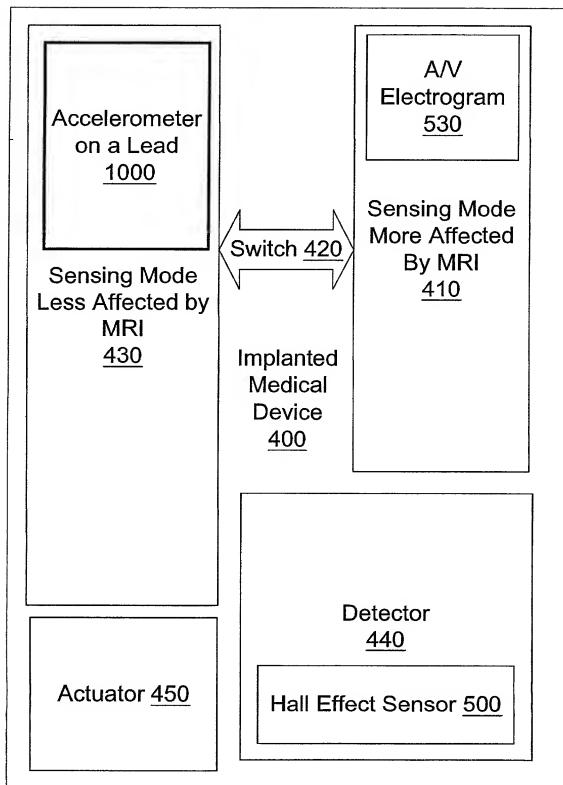 Accelerometer
on a Lead
1000
Sensing Mode
Less Affected by
MRI
430
A/V
Electrogram
530
Sensing Mode
More Affected
By MRI
410
Switch 420
Implanted
Medical
Device
400
Detector
440
Hall Effect Sensor 500
Actuator 450